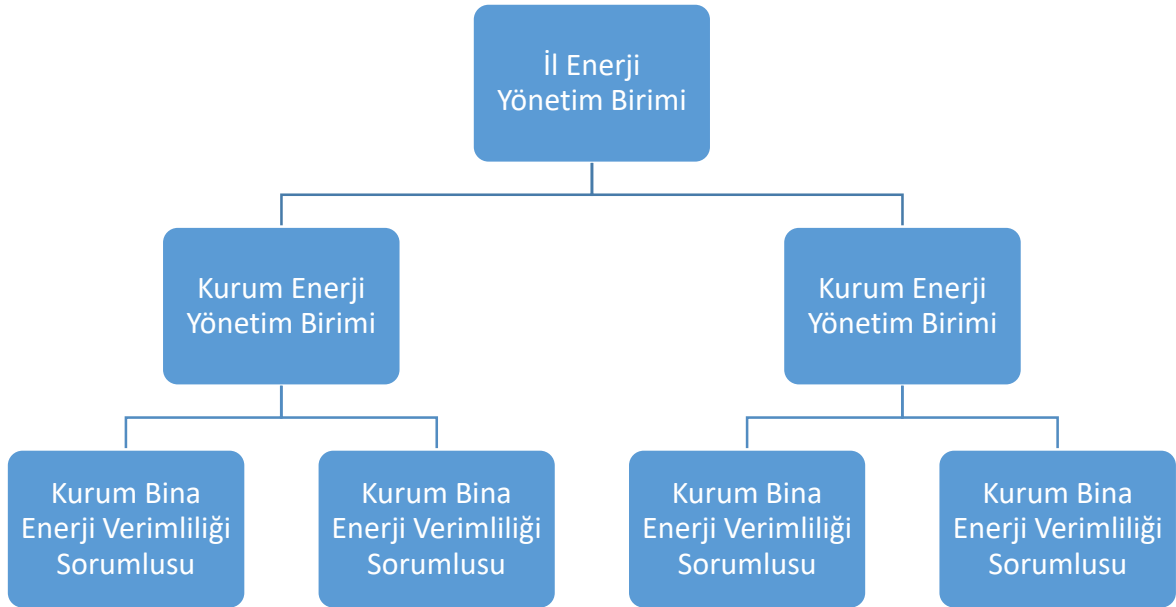 İl Enerji
Yönetim Birimi
Kurum Enerji
Yönetim Birimi
Kurum Enerji
Yönetim Birimi
Kurum Bina
Enerji Verimliliği
Sorumlusu
Kurum Bina
Enerji Verimliliği
Sorumlusu
Kurum Bina
Enerji Verimliliği
Sorumlusu
Kurum Bina
Enerji Verimliliği
Sorumlusu